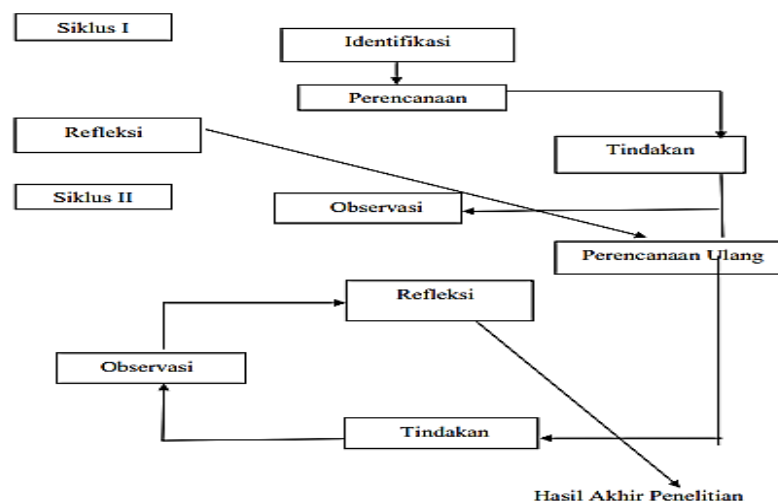 Siklus I
Identifikasi
Perencanaan
Refleksi
Tindakan
Siklus II
Observasi
Perencanaan Ulang
Refleksi
Observasi
Tindakan
Hasil Akhir Penelitian